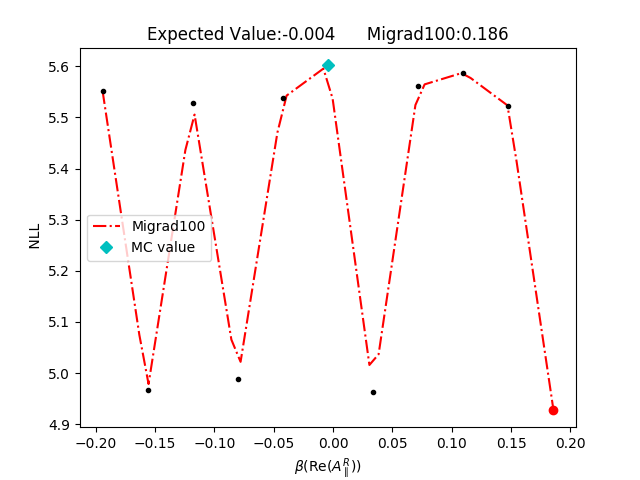 Expected Value:-0.004 Migrad100:0.186
5.6
5.5
5.4
5.3
5.2
5.1
5.0
4.9
NLL
Migrad100
MC value
−0.20 −0.15 −0.10 −0.05 0.00 0.05 0.10 0.15 0.20
β(Re(A∥^R))